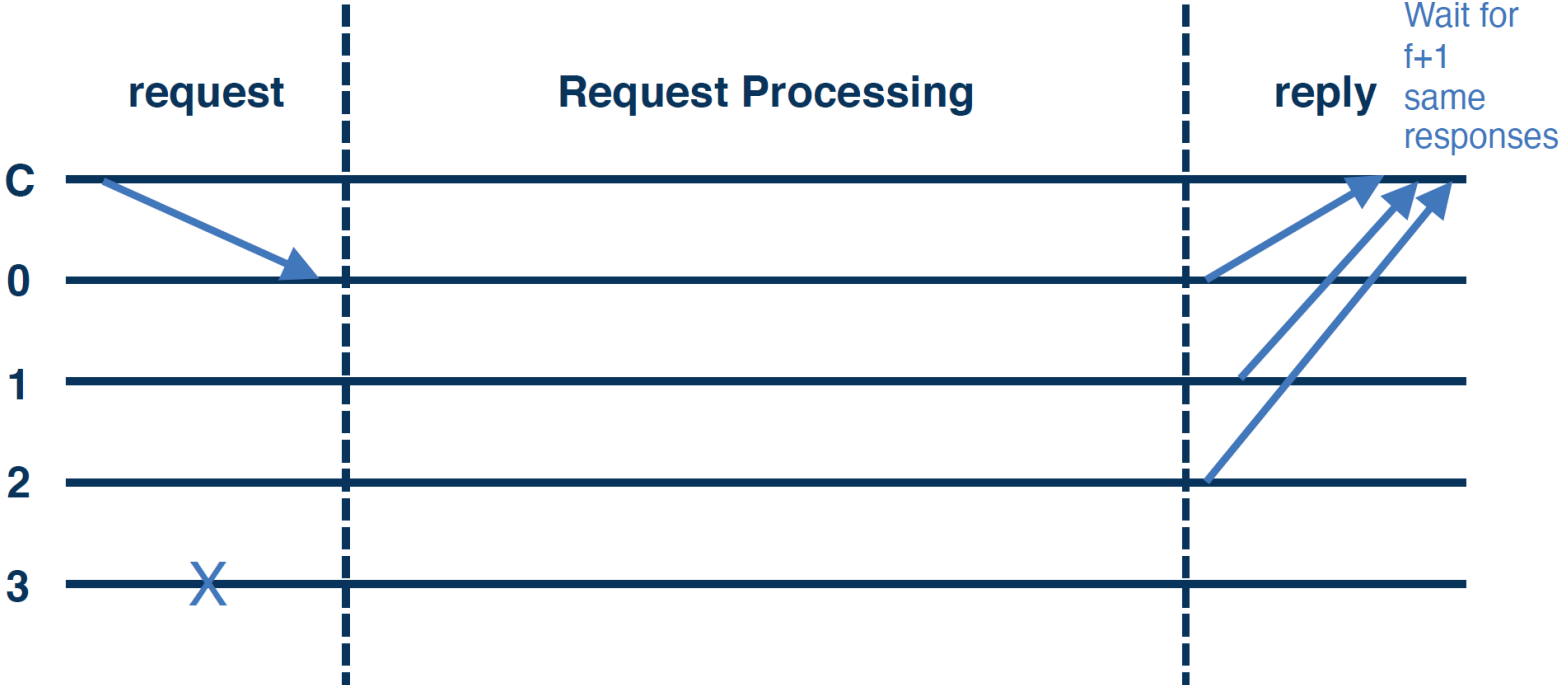 Wait for
f+1
same
responses
request
Request Processing
reply
C
0
1
2
3
X